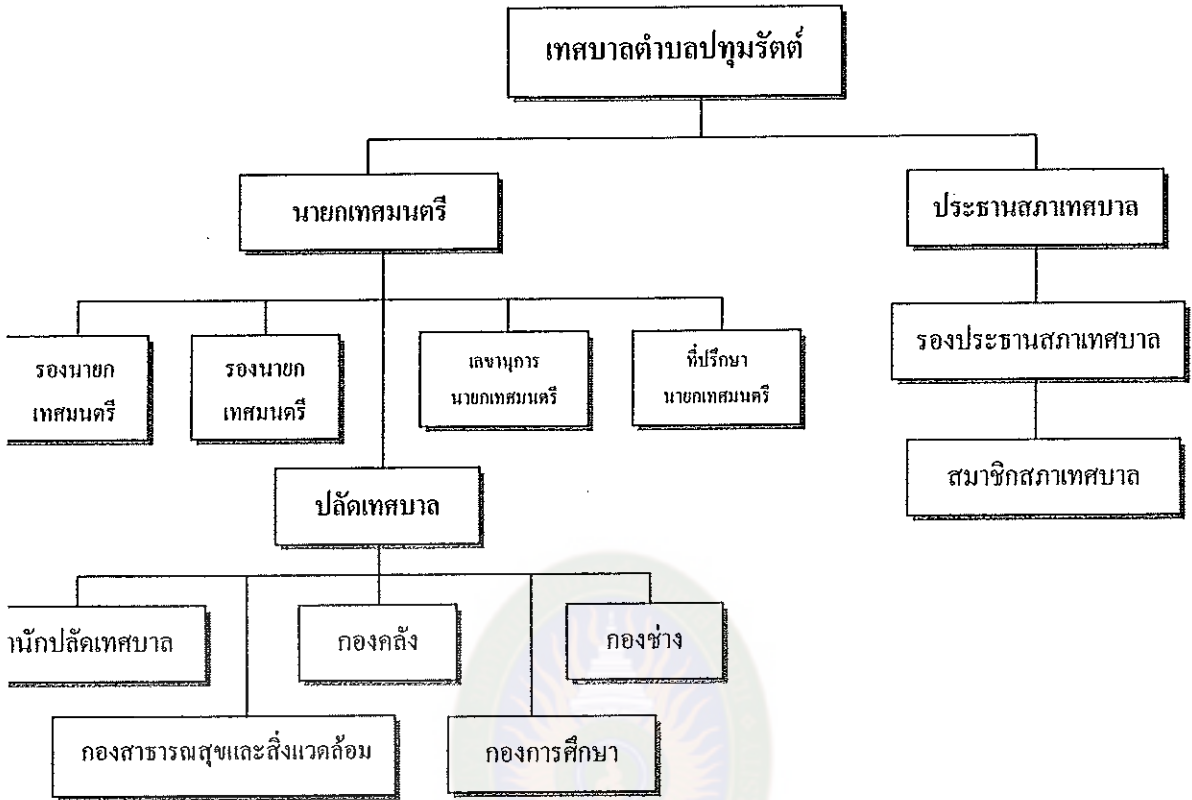 เทศบาลตำบลปทุมรัตต์
นายกเทศมนตรี
ประธานสภาเทศบาล
รองนายก
เทศมนตรี
รองนายก
เทศมนตรี
เลขานุการ
นายกเทศมนตรี
ที่ปรึกษา
นายกเทศมนตรี
รองประธานสภาเทศบาล
สมาชิกสภาเทศบาล
ปลัดเทศบาล
านักปลัดเทศบาล
กองคลัง
กองช่าง
กองสาธารณสุขและสิ่งแวดล้อม
กองการศึกษา